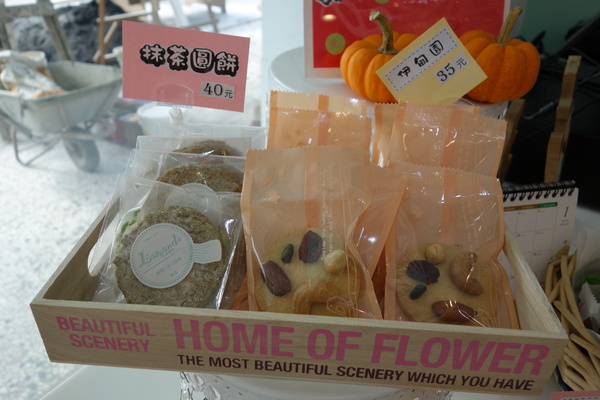 抹茶圓餅
40元
伊甸園
35元
BEAUTIFUL
SCENERY
HOME OF FLOWER
THE MOST BEAUTIFUL SCENERY WHICH YOU HAVE